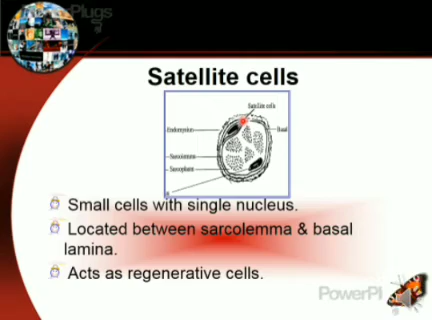 Plugs
Satellite cells
Satellite cells
Endomysium
Basal
Sarcolemma
Sarcoplasm
Small cells with single nucleus.
Located between sarcolemma & basal
lamina.
Acts as regenerative cells.
PowerPl